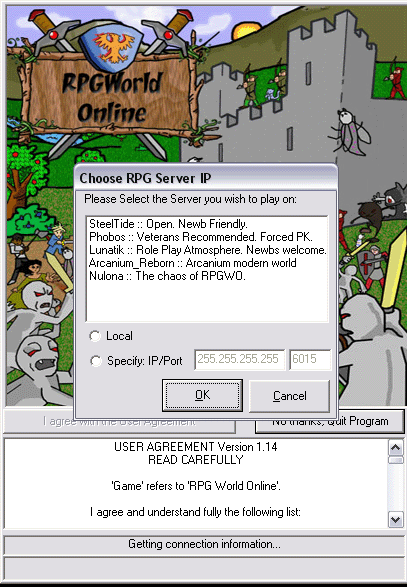 RPGWorld
Online
Choose RPG Server IP
Please Select the Server you wish to play on:
SteelTide :: Open. Newb Friendly.
Phobos :: Veterans Recommended. Forced PK.
Lunatik :: Role Play Atmosphere. Newbs welcome.
Arcanium_Reborn :: Arcanium modern world
Nulona :: The chaos of RPGWO.
Local
Specify: IP/Port 255.255.255.255 6015
OK Cancel
I agree with the User Agreement No thanks, Quit Program
USER AGREEMENT Version 1.14
READ CAREFULLY
'Game' refers to 'RPG World Online'.
I agree and understand fully the following list:
Getting connection information...